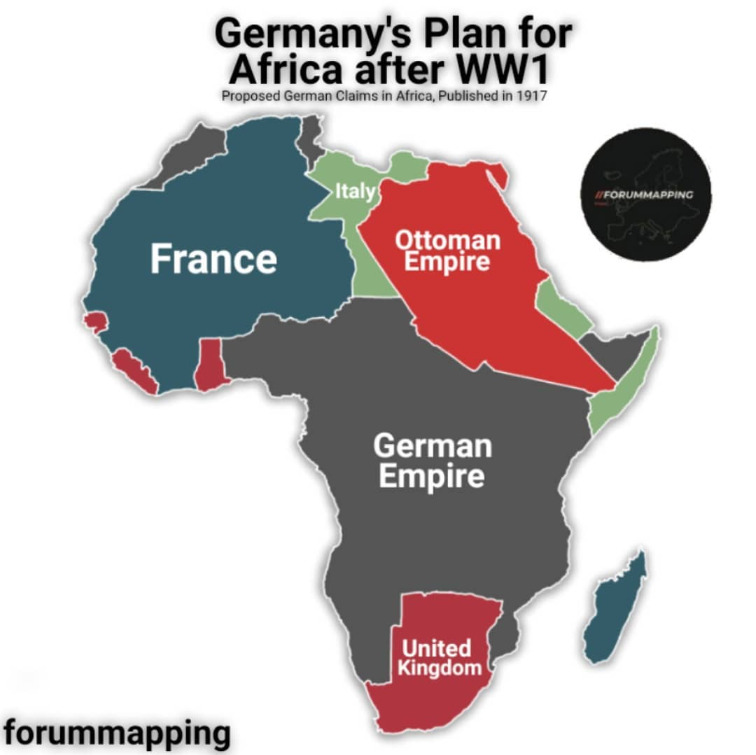 Germany's Plan for
Africa after WW1
Proposed German Claims in Africa, Published in 1917
//FORUMMAPPING
Italy
France
Ottoman
Empire
German
Empire
United
Kingdom
forummapping